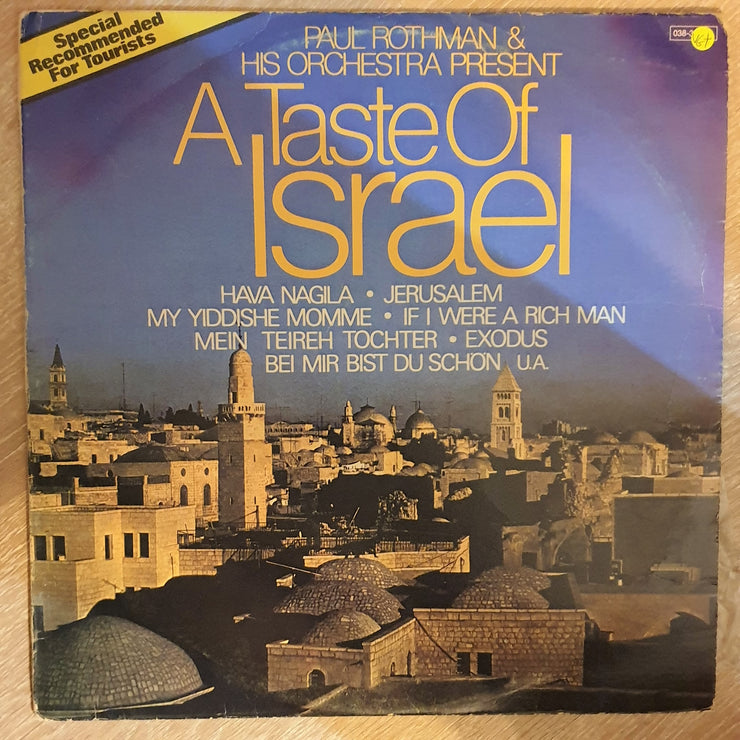 Special
Recommended
For Tourists
PAUL ROTHMAN &
HIS ORCHESTRA PRESENT
A Taste Of
Israel
HAVA NAGILA • JERUSALEM
MY YIDDISHE MOMME • IF I WERE A RICH MAN
MEIN TEIREH TOCHTER • EXODUS
BEI MIR BIST DU SCHÖN U.A.